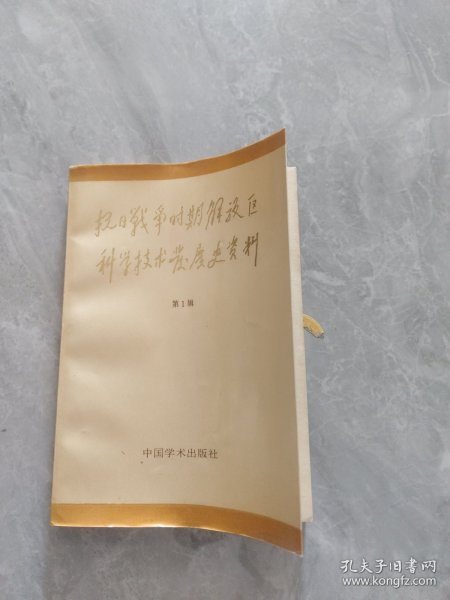 抗日战争时期解放区
科学技术发展史资料
第1辑
中国学术出版社
孔夫子旧书网
www.kongfz.com